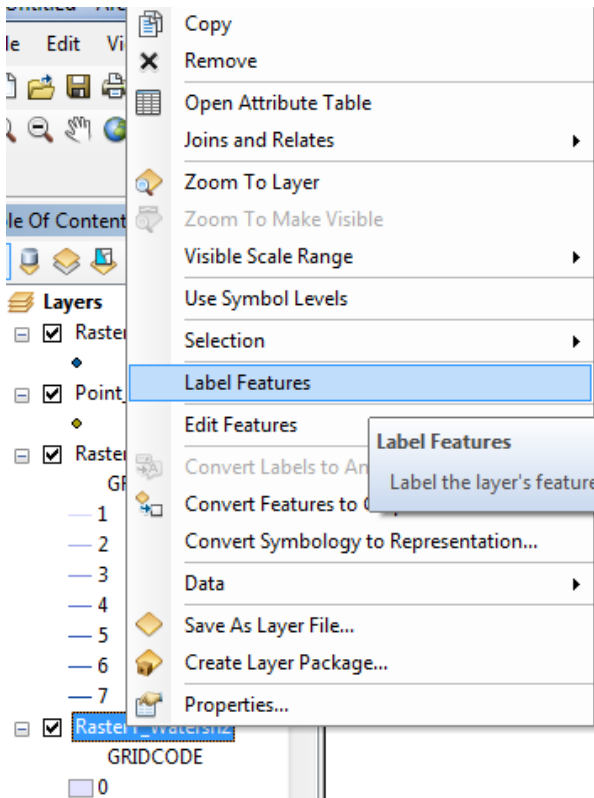 Copy
le Edit Vi
Remove
Open Attribute Table
Joins and Relates
Zoom To Layer
le Of Content
Zoom To Make Visible
Visible Scale Range
Layers
Use Symbol Levels
Raster
Selection
Label Features
Point_
Edit Features
Label Features
Raster
Convert Labels to An
Label the layer's feature
GR
Convert Features to
1
2
Convert Symbology to Representation...
3
Data
4
5
Save As Layer File...
6
Create Layer Package...
7
Properties...
GRIDCODE
0